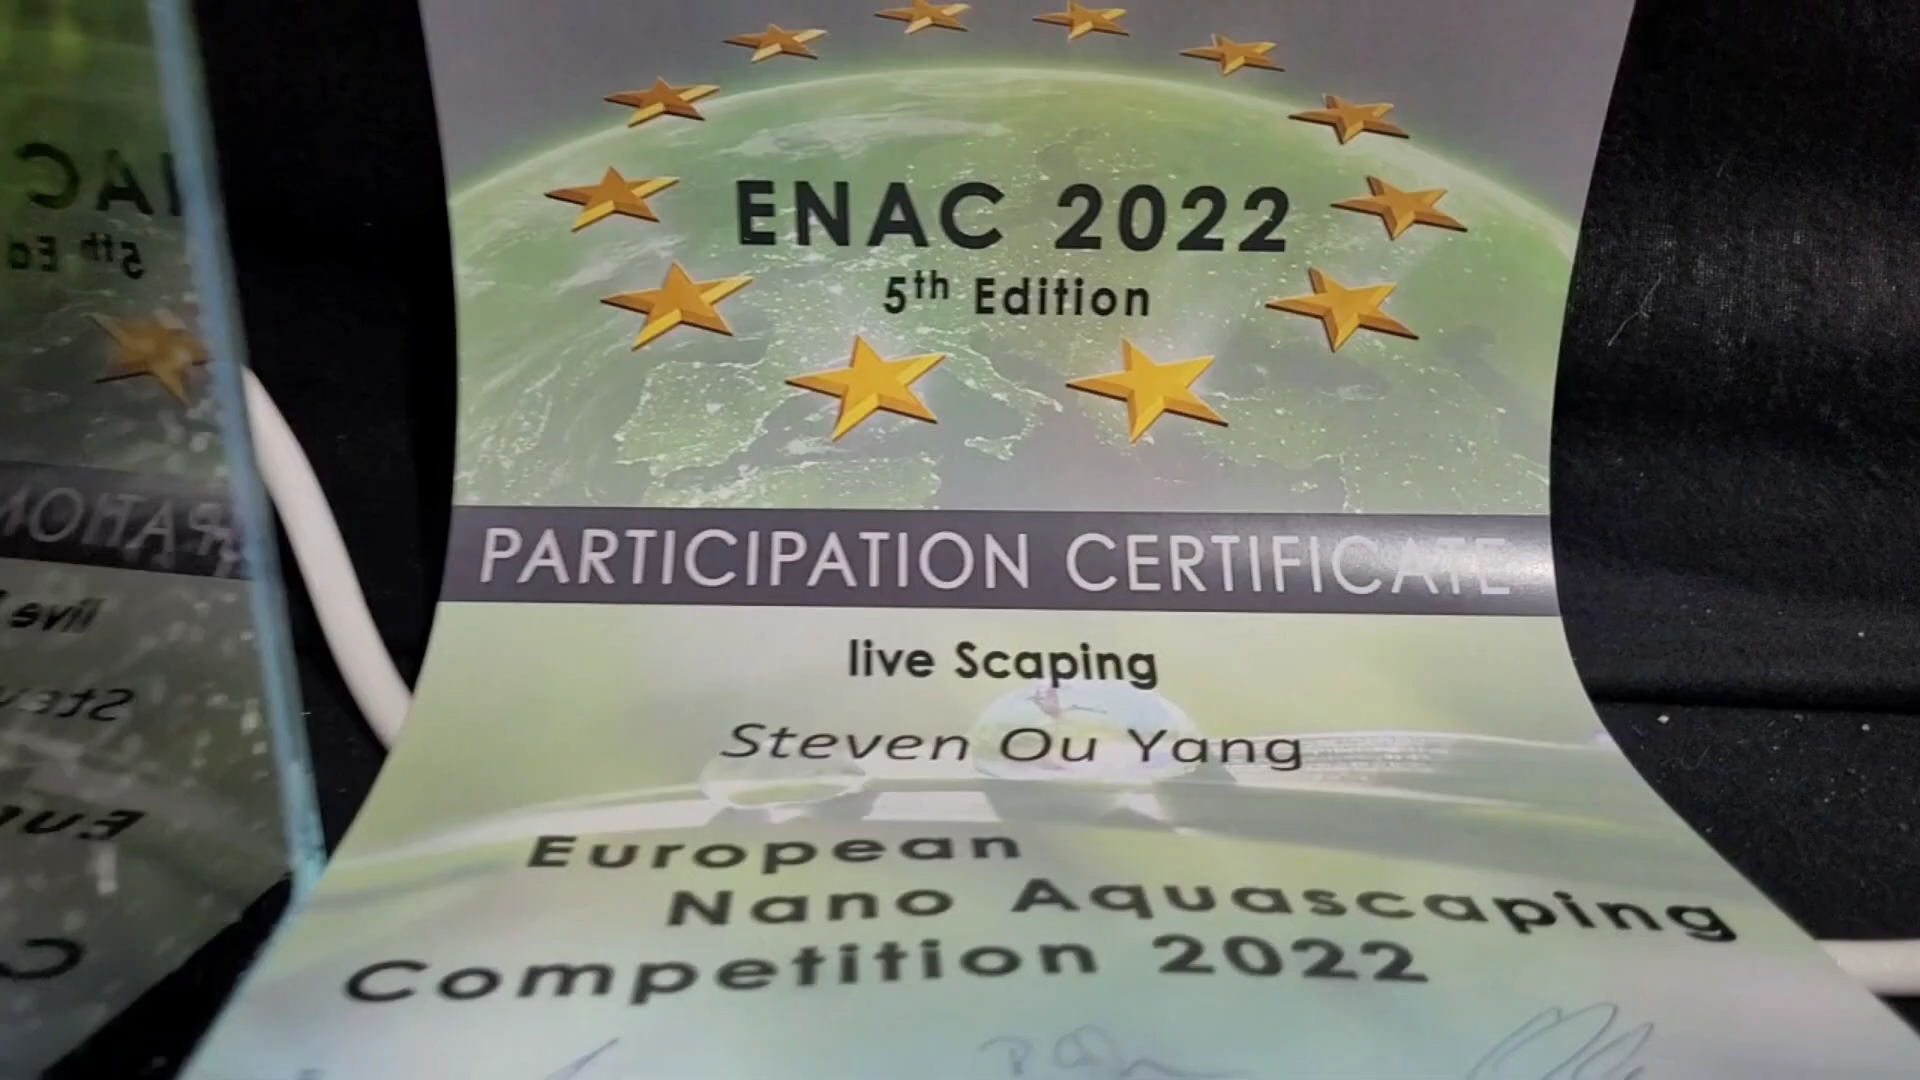 ENAC 2022
5th Edition
PARTICIPATION CERTIFICATE
live Scaping
Steven Ou Yang
European
Nano Aquascaping
Competition 2022